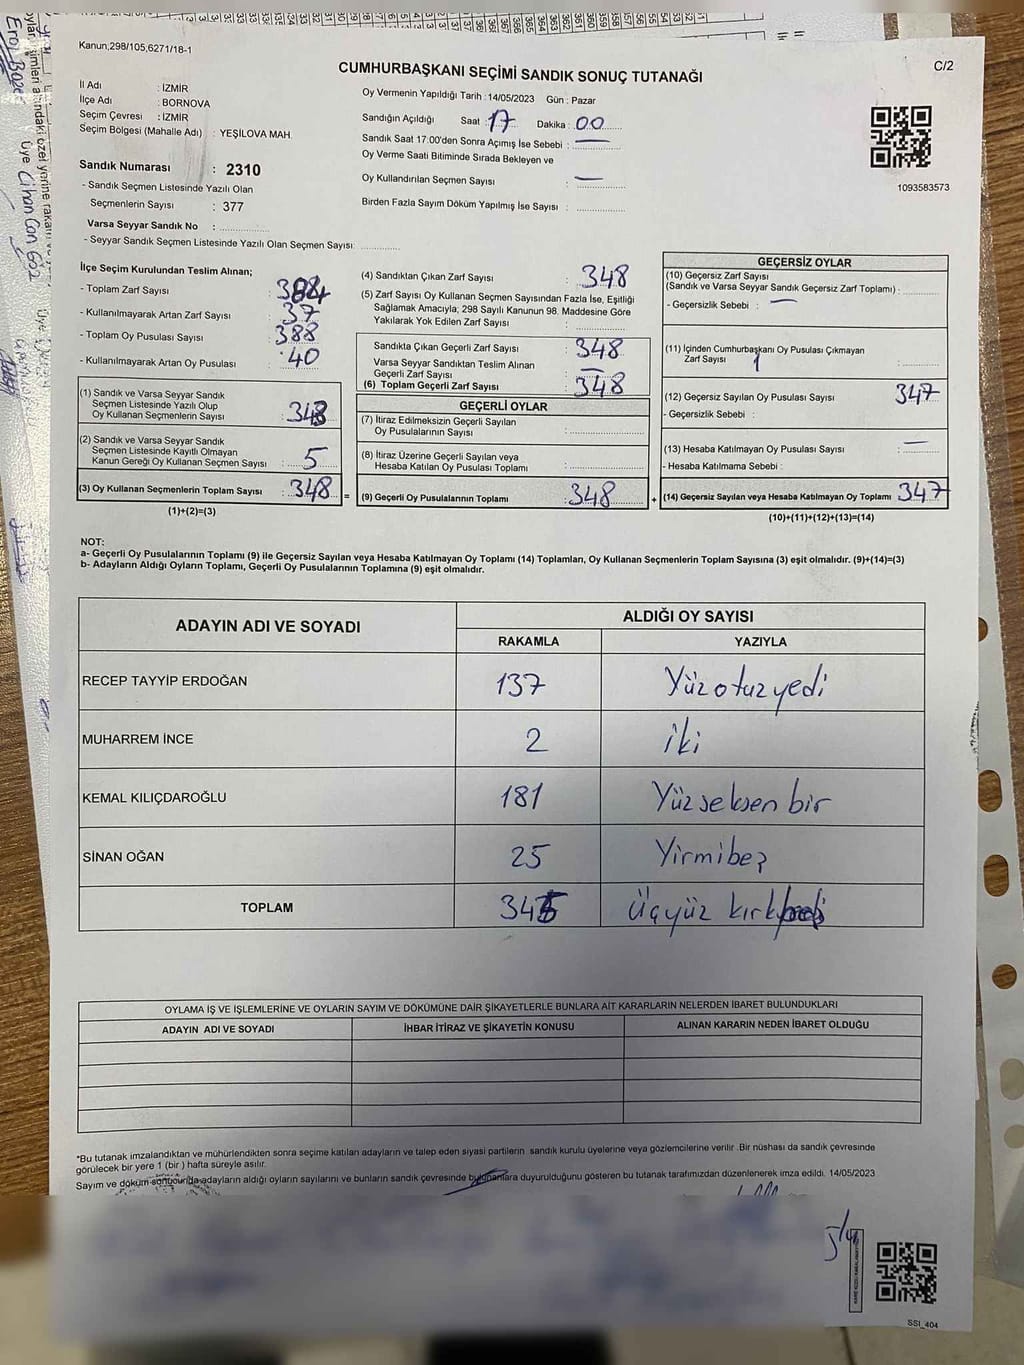 Kanun;298/105,6271/18-1
C/2
CUMHURBAŞKANI SEÇİMİ SANDIK SONUÇ TUTANAĞI
İl Adı : İZMİR
İlçe Adı : BORNOVA
Seçim Çevresi : İZMİR
Seçim Bölgesi (Mahalle Adı) : YEŞİLOVA MAH.
Sandık Numarası : 2310
- Sandık Seçmen Listesinde Yazılı Olan
Seçmenlerin Sayısı : 377
Varsa Seyyar Sandık No :
- Seyyar Sandık Seçmen Listesinde Yazılı Olan Seçmen Sayısı:
Oy Vermenin Yapıldığı Tarih : 14/05/2023 Gün : Pazar
Sandığın Açıldığı Saat : 17 Dakika : 00
Sandık Saat 17:00'den Sonra Açımış İse Sebebi : —
Oy Verme Saati Bitiminde Sırada Bekleyen ve
Oy Kullandırılan Seçmen Sayısı : —
Birden Fazla Sayım Döküm Yapılmış İse Sayısı :
1093583573
İlçe Seçim Kurulundan Teslim Alınan;
- Toplam Zarf Sayısı :
- Kullanılmayarak Artan Zarf Sayısı : 37
- Toplam Oy Pusulası Sayısı : 388
- Kullanılmayarak Artan Oy Pusulası : 40
(1) Sandık ve Varsa Seyyar Sandık
Seçmen Listesinde Yazılı Olup
Oy Kullanan Seçmenlerin Sayısı : 343
(2) Sandık ve Varsa Seyyar Sandık
Seçmen Listesinde Kayıtlı Olmayan
Kanun Gereği Oy Kullanan Seçmen Sayısı : 5
(3) Oy Kullanan Seçmenlerin Toplam Sayısı : 348
(1)+(2)=(3)
=
(4) Sandıktan Çıkan Zarf Sayısı : 348
(5) Zarf Sayısı Oy Kullanan Seçmen Sayısından Fazla İse, Eşitliği
Sağlamak Amacıyla; 298 Sayılı Kanunun 98. Maddesine Göre
Yakılarak Yok Edilen Zarf Sayısı :
Sandıkta Çıkan Geçerli Zarf Sayısı : 348
Varsa Seyyar Sandıktan Teslim Alınan
Geçerli Zarf Sayısı : —
(6) Toplam Geçerli Zarf Sayısı : 348
GEÇERLİ OYLAR
(7) İtiraz Edilmeksizin Geçerli Sayılan
Oy Pusulalarının Sayısı :
(8) İtiraz Üzerine Geçerli Sayılan veya
Hesaba Katılan Oy Pusulaları Toplamı :
(9) Geçerli Oy Pusulalarının Toplamı : 348
+
GEÇERSİZ OYLAR
(10) Geçersiz Zarf Sayısı
(Sandık ve Varsa Seyyar Sandık Geçersiz Zarf Toplamı) :
- Geçersizlik Sebebi : —
(11) İçinden Cumhurbaşkanı Oy Pusulası Çıkmayan
Zarf Sayısı 1 :
(12) Geçersiz Sayılan Oy Pusulası Sayısı : 347
- Geçersizlik Sebebi :
(13) Hesaba Katılmayan Oy Pusulası Sayısı : —
- Hesaba Katılmama Sebebi :
(14) Geçersiz Sayılan veya Hesaba Katılmayan Oy Toplamı : 347
(10)+(11)+(12)+(13)=(14)
NOT:
a- Geçerli Oy Pusulalarının Toplamı (9) ile Geçersiz Sayılan veya Hesaba Katılmayan Oy Toplamı (14) Toplamları, Oy Kullanan Seçmenlerin Toplam Sayısına (3) eşit olmalıdır. (9)+(14)=(3)
b- Adayların Aldığı Oyların Toplamı, Geçerli Oy Pusulalarının Toplamına (9) eşit olmalıdır.
ADAYIN ADI VE SOYADI ALDIĞI OY SAYISI
RAKAMLA YAZIYLA
RECEP TAYYİP ERDOĞAN 137 Yüzotuzyedi
MUHARREM İNCE 2 iki
KEMAL KILIÇDAROĞLU 181 Yüzseksen bir
SİNAN OĞAN 25 Yirmibeş
TOPLAM 345 Üçyüz kırkbeş
OYLAMA İŞ VE İŞLEMLERİNE VE OYLARIN SAYIM VE DÖKÜMÜNE DAİR ŞİKAYETLERLE BUNLARA AİT KARARLARIN NELERDEN İBARET BULUNDUKLARI
ADAYIN ADI VE SOYADI İHBAR İTİRAZ VE ŞİKAYETİN KONUSU ALINAN KARARIN NEDEN İBARET OLDUĞU
*Bu tutanak imzalandıktan ve mühürlendikten sonra seçime katılan adayların ve talep eden siyasi partilerin sandık kurulu üyelerine veya gözlemcilerine verilir .Bir nüshası da sandık çevresinde
görülecek bir yere 1 (bir ) hafta süreyle asılır.
Sayım ve döküm sonucunda adayların aldığı oyların sayılarını ve bunların sandık çevresinde bulunanlara duyurulduğunu gösteren bu tutanak tarafımızdan düzenlenerek imza edildi. 14/05/2023
SSI_404